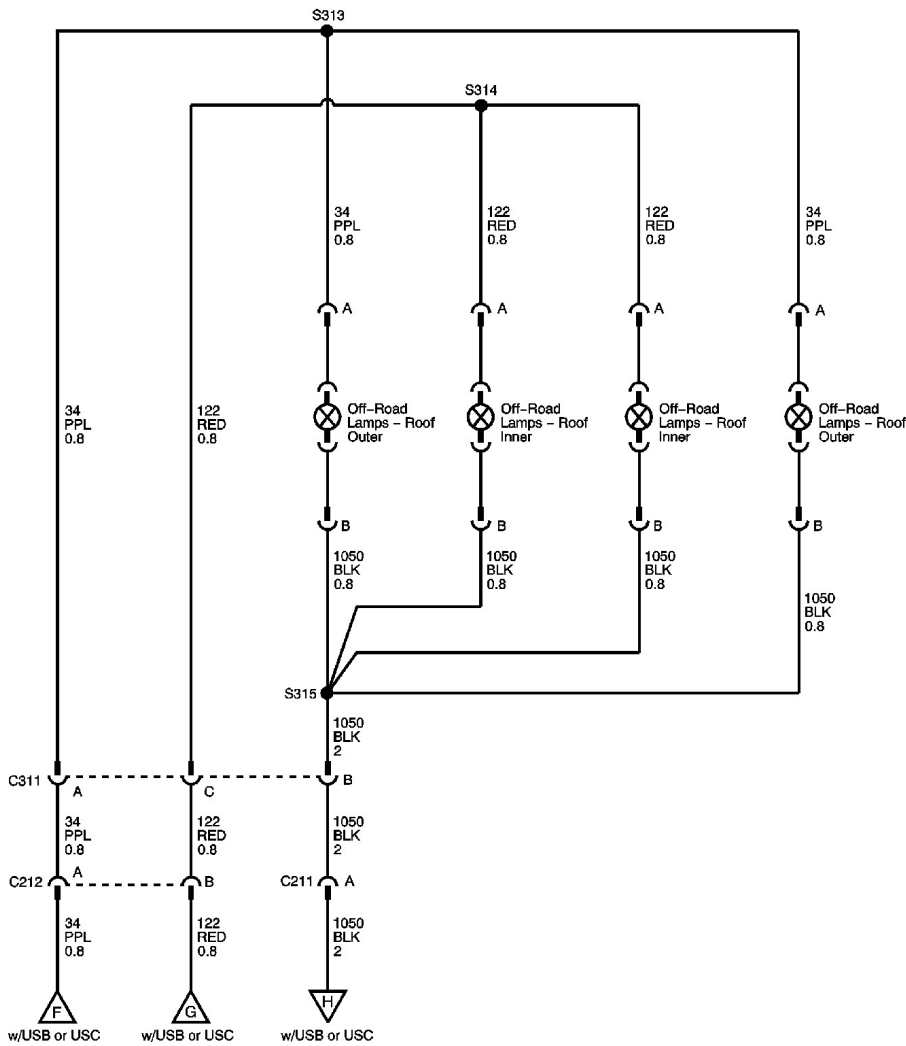 S313
S314
34
PPL
0.8
122
RED
0.8
122
RED
0.8
34
PPL
0.8
A
A
A
A
34
PPL
0.8
122
RED
0.8
Off-Road
Lamps - Roof
Outer
Off-Road
Lamps - Roof
Inner
Off-Road
Lamps - Roof
Inner
Off-Road
Lamps - Roof
Outer
B
B
B
B
1050
BLK
0.8
1050
BLK
0.8
1050
BLK
0.8
1050
BLK
0.8
S315
1050
BLK
2
C311
A
C
B
34
PPL
0.8
122
RED
0.8
1050
BLK
2
C212
A
B
C211
A
34
PPL
0.8
122
RED
0.8
1050
BLK
2
F
G
H
w/USB or USC
w/USB or USC
w/USB or USC